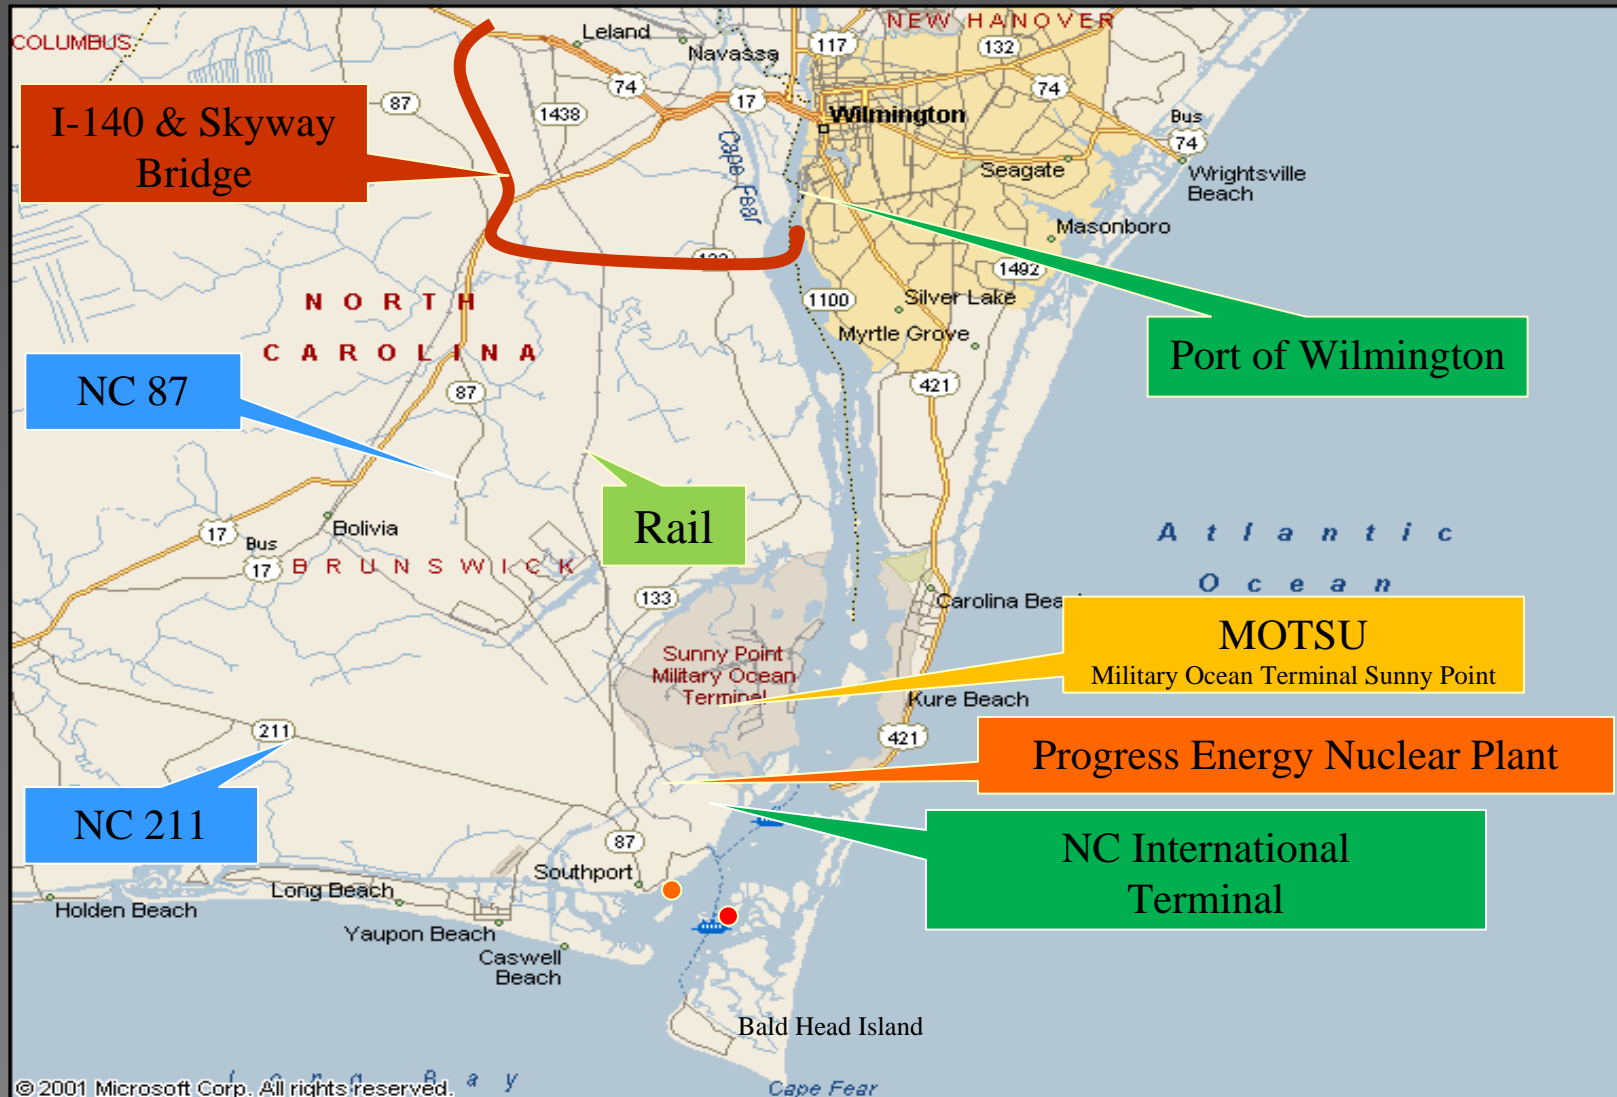 COLUMBUS
Leland
Navassa
117
NEW HANOVER
132
74
74
17
87
1438
I-140 & Skyway
Bridge
Wilmington
Bus
74
Cape Fear
Seagate
Wrightsville
Beach
Masonboro
1492
NORTH
CAROLINA
1100
Silver Lake
Myrtle Grove
Port of Wilmington
NC 87
87
421
Rail
17
Bolivia
Bus
17
BRUNSWICK
Atlantic
Ocean
133
Carolina Bea
MOTSU
Military Ocean Terminal Sunny Point
Sunny Point
Military Ocean
Terminal
Kure Beach
211
421
Progress Energy Nuclear Plant
NC 211
NC International
Terminal
87
Southport
Long Beach
Holden Beach
Yaupon Beach
Caswell
Beach
Bald Head Island
© 2001 Microsoft Corp. All rights reserved.
Bay
Cape Fear